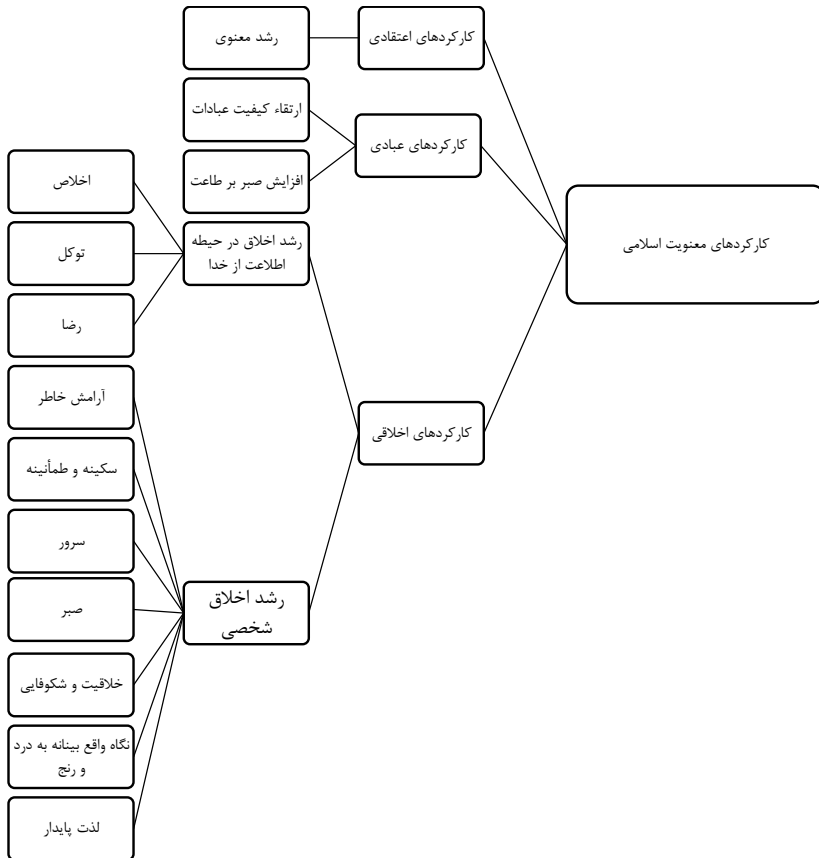 کارکردهای معنویت اسلامی
کارکردهای اعتقادی
رشد معنوی
کارکردهای عبادی
ارتقاء کیفیت عبادات
افزایش صبر بر طاعت
کارکردهای اخلاقی
رشد اخلاق در حیطه
اطلاعت از خدا
اخلاص
توکل
رضا
رشد اخلاق
شخصی
آرامش خاطر
سکینه و طمأنینه
سرور
صبر
خلاقیت و شکوفایی
نگاه واقع بینانه به درد
و رنج
لذت پایدار